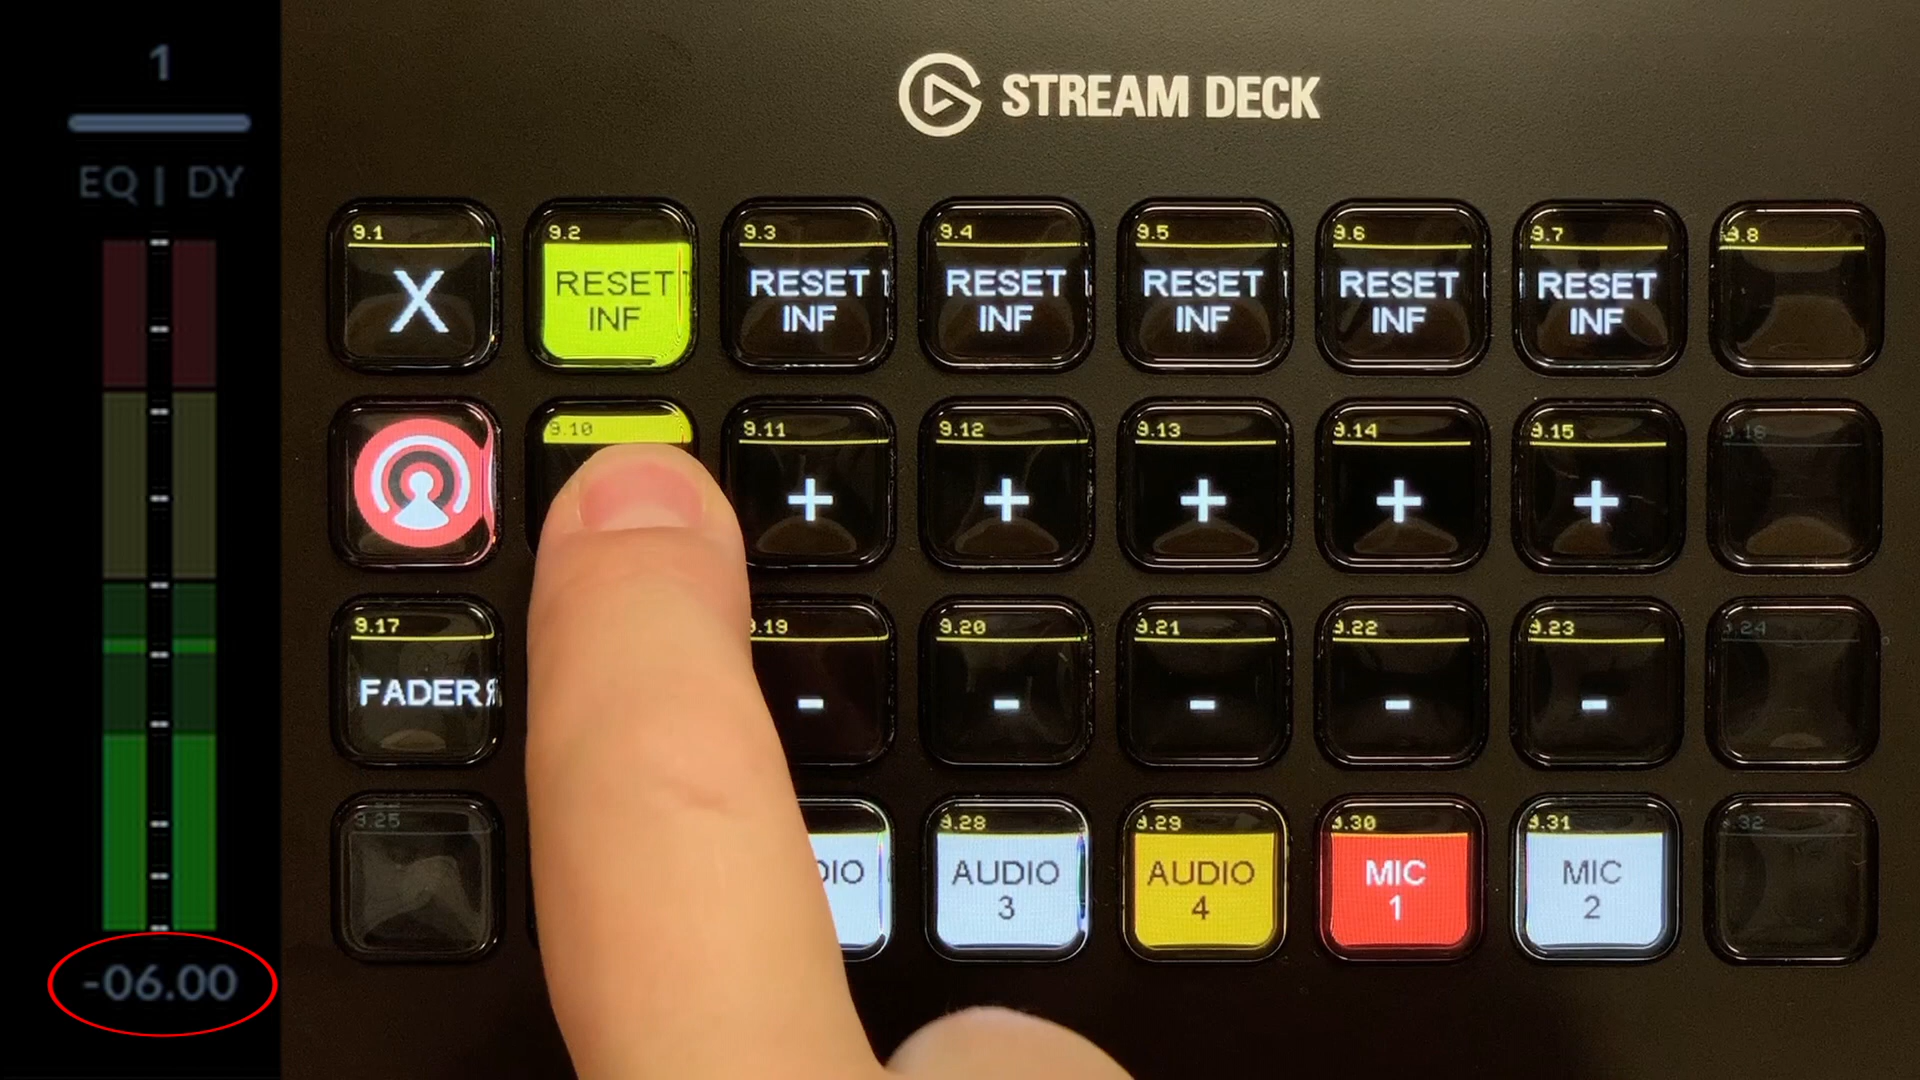 1
EQ | DY
-06.00
STREAM DECK
9.1
X
9.2
RESET
INF
9.3
RESET
INF
9.4
RESET
INF
9.5
RESET
INF
9.6
RESET
INF
9.7
RESET
INF
9.8
9.10
9.11
+
9.12
+
9.13
+
9.14
+
9.15
+
9.16
9.17
FADER
9.19
-
9.20
-
9.21
-
9.22
-
9.23
-
9.24
9.25
DIO
9.28
AUDIO
3
9.29
AUDIO
4
9.30
MIC
1
9.31
MIC
2
9.32